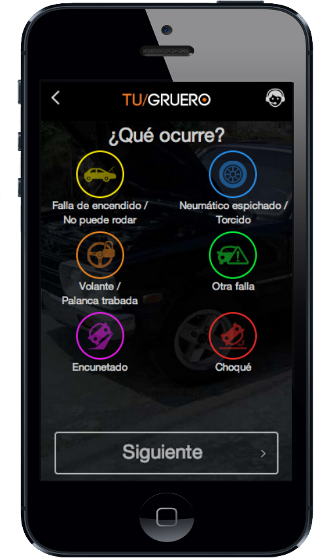 TU/GRUERO
¿Qué ocurre?
Falla de encendido /
No puede rodar
Neumático espichado /
Torcido
Volante /
Palanca trabada
Otra falla
Encunetado
Choqué
Siguiente